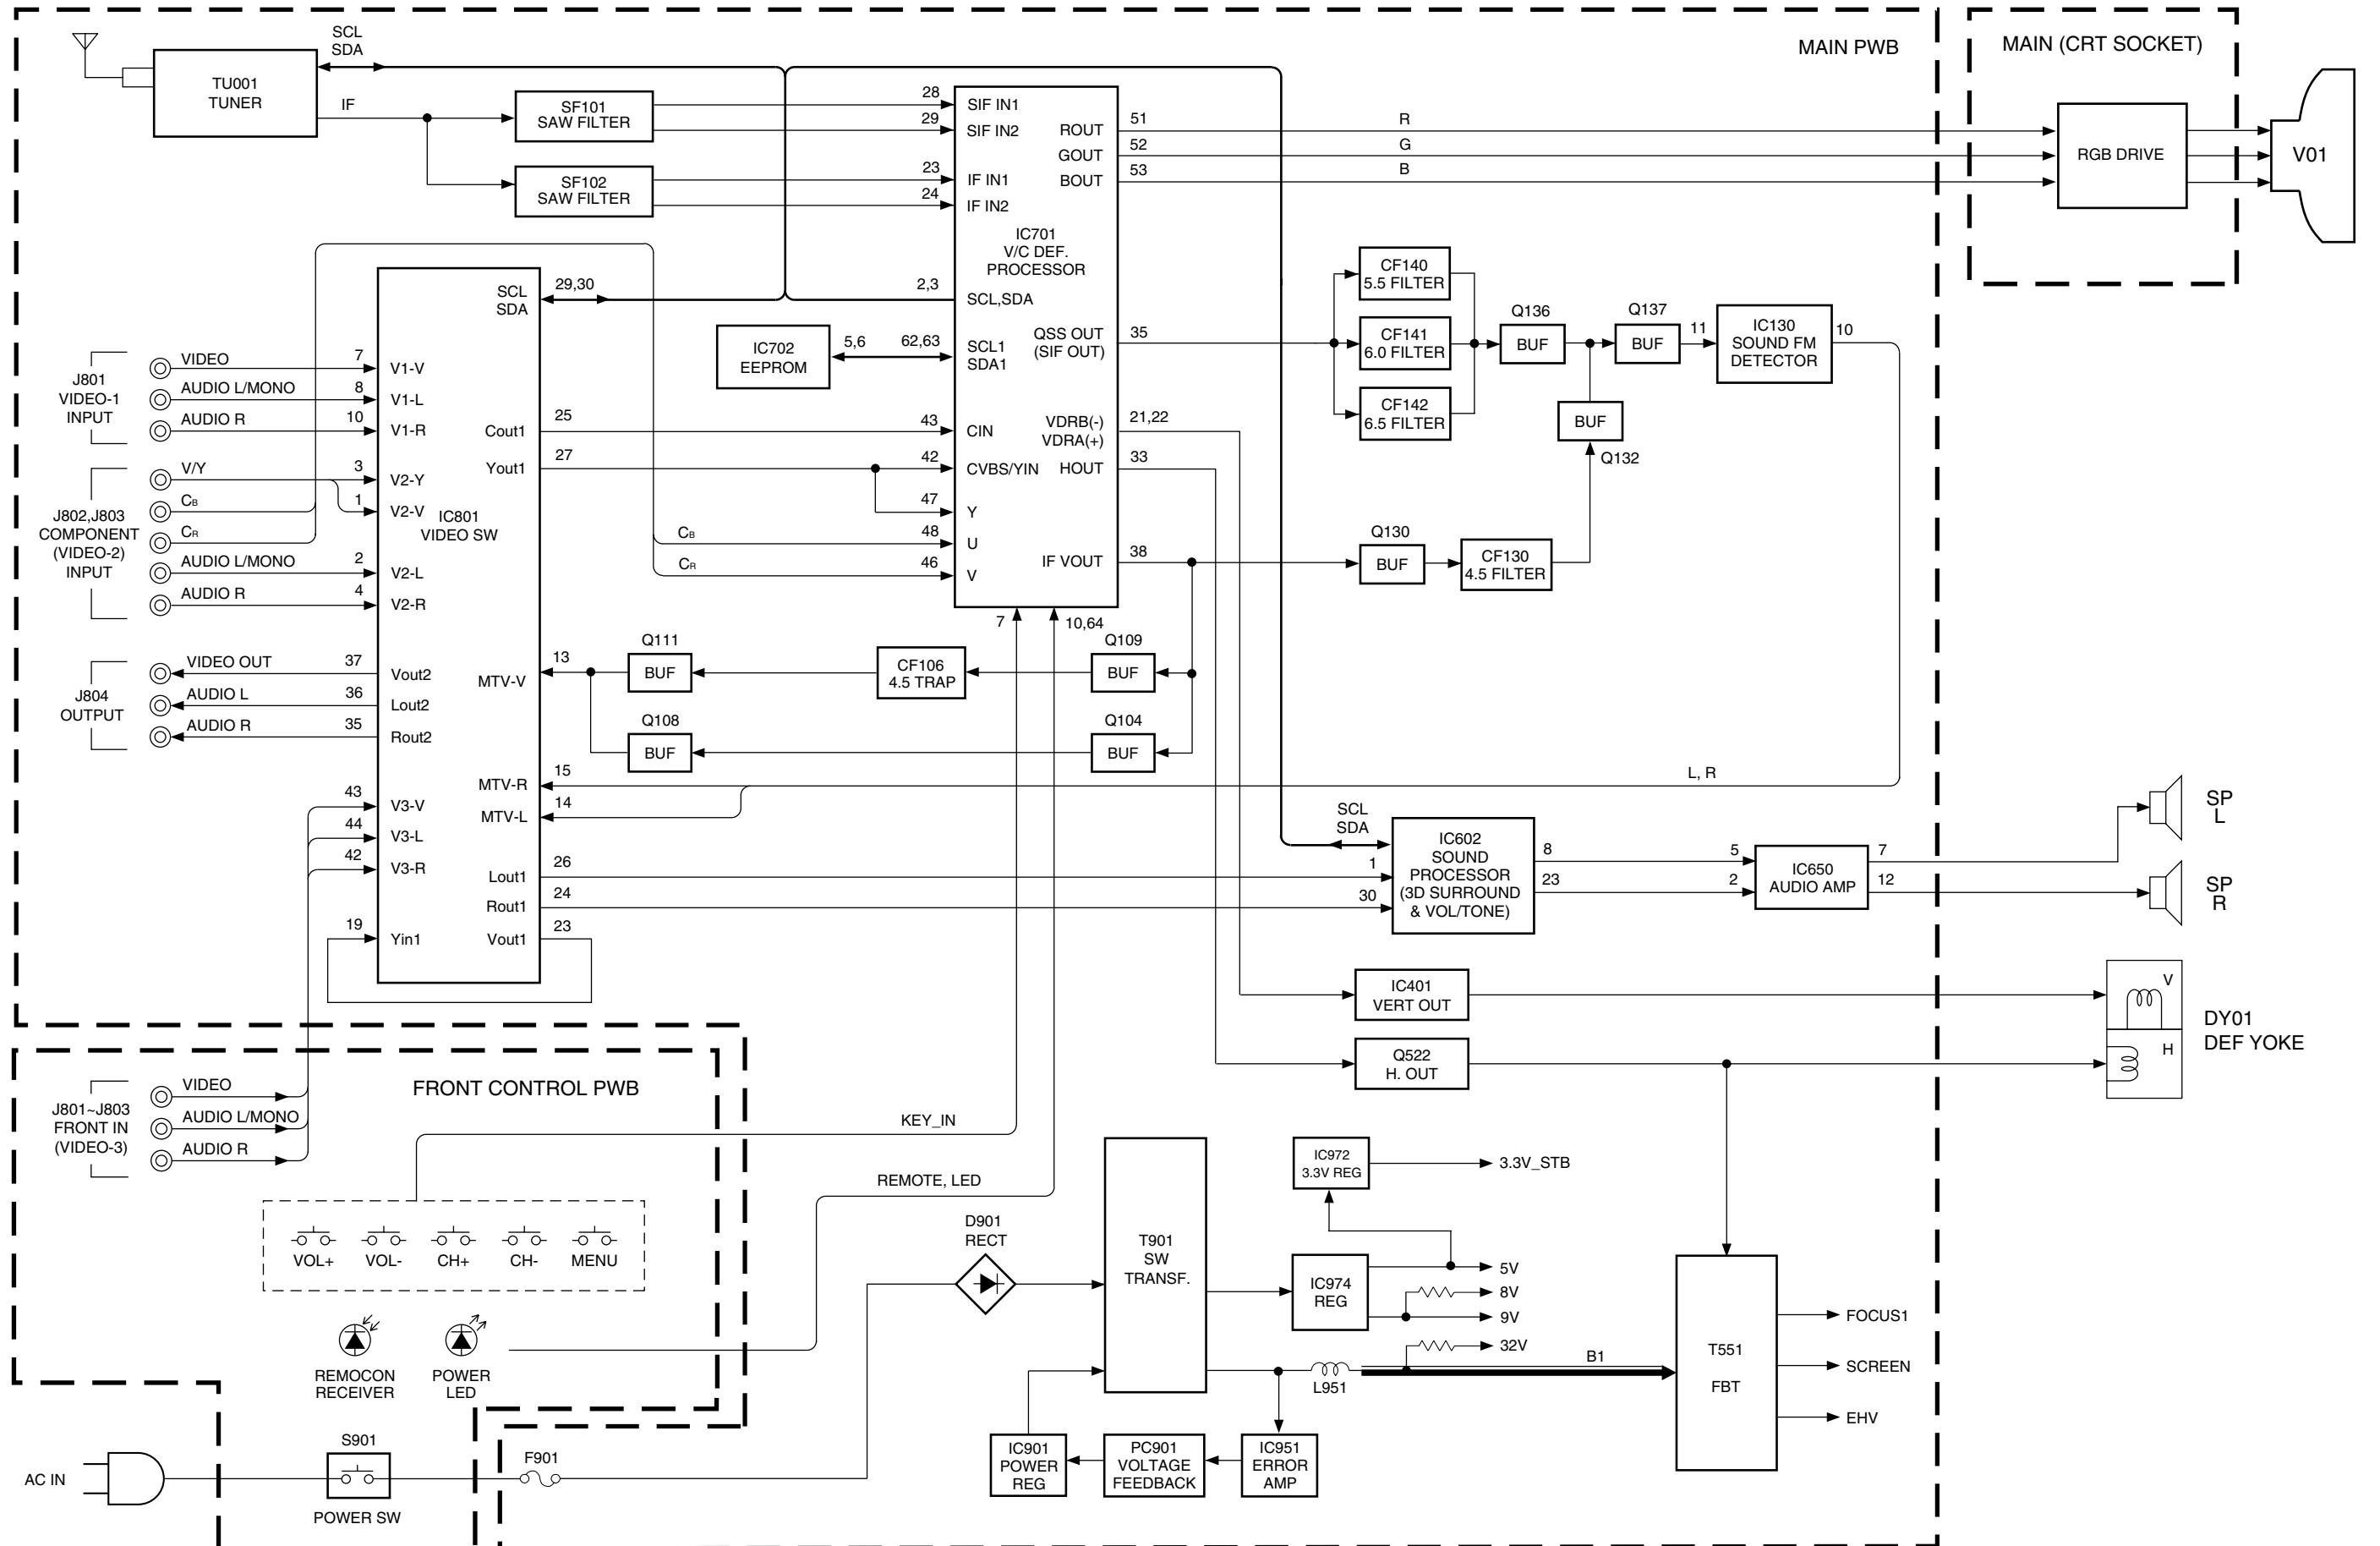 MAIN PWB
MAIN (CRT SOCKET)
SCL
SDA
TU001
TUNER
IF
SF101
SAW FILTER
SF102
SAW FILTER
28
29
23
24
SIF IN1
SIF IN2
IF IN1
IF IN2
IC701
V/C DEF.
PROCESSOR
ROUT
GOUT
BOUT
51
52
53
R
G
B
RGB DRIVE
V01
SCL
SDA
29,30
2,3
SCL,SDA
IC702
EEPROM
5,6
62,63
SCL1
SDA1
QSS OUT
(SIF OUT)
35
CF140
5.5 FILTER
CF141
6.0 FILTER
CF142
6.5 FILTER
Q136
BUF
Q137
BUF
11
IC130
SOUND FM
DETECTOR
10
BUF
Q132
J801
VIDEO-1
INPUT
VIDEO
AUDIO L/MONO
AUDIO R
7
8
10
V1-V
V1-L
V1-R
Cout1
25
43
CIN
Yout1
27
42
CVBS/YIN
47
Y
VDRB(-)
VDRA(+)
21,22
HOUT
33
J802,J803
COMPONENT
(VIDEO-2)
INPUT
V/Y
CB
CR
AUDIO L/MONO
AUDIO R
3
1
2
4
V2-Y
V2-V
V2-L
V2-R
IC801
VIDEO SW
CB
48
U
CR
46
V
IF VOUT
38
Q130
BUF
CF130
4.5 FILTER
7
10,64
J804
OUTPUT
VIDEO OUT
AUDIO L
AUDIO R
37
36
35
Vout2
Lout2
Rout2
MTV-V
13
Q111
BUF
CF106
4.5 TRAP
Q109
BUF
Q108
BUF
Q104
BUF
MTV-R
15
MTV-L
14
L, R
43
44
42
V3-V
V3-L
V3-R
Lout1
26
Rout1
24
19
Yin1
Vout1
23
SCL
SDA
1
30
IC602
SOUND
PROCESSOR
(3D SURROUND
& VOL/TONE)
8
23
5
2
IC650
AUDIO AMP
7
12
SP
L
SP
R
IC401
VERT OUT
Q522
H. OUT
V
H
DY01
DEF YOKE
FRONT CONTROL PWB
J801~J803
FRONT IN
(VIDEO-3)
VIDEO
AUDIO L/MONO
AUDIO R
KEY_IN
REMOTE, LED
VOL+
VOL-
CH+
CH-
MENU
REMOCON
RECEIVER
POWER
LED
D901
RECT
T901
SW
TRANSF.
IC972
3.3V REG
3.3V_STB
IC974
REG
5V
8V
9V
32V
L951
B1
T551
FBT
FOCUS1
SCREEN
EHV
IC901
POWER
REG
PC901
VOLTAGE
FEEDBACK
IC951
ERROR
AMP
AC IN
S901
POWER SW
F901